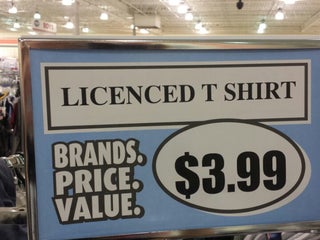 LICENCED T SHIRT
BRANDS.
PRICE.
VALUE.
$3.99